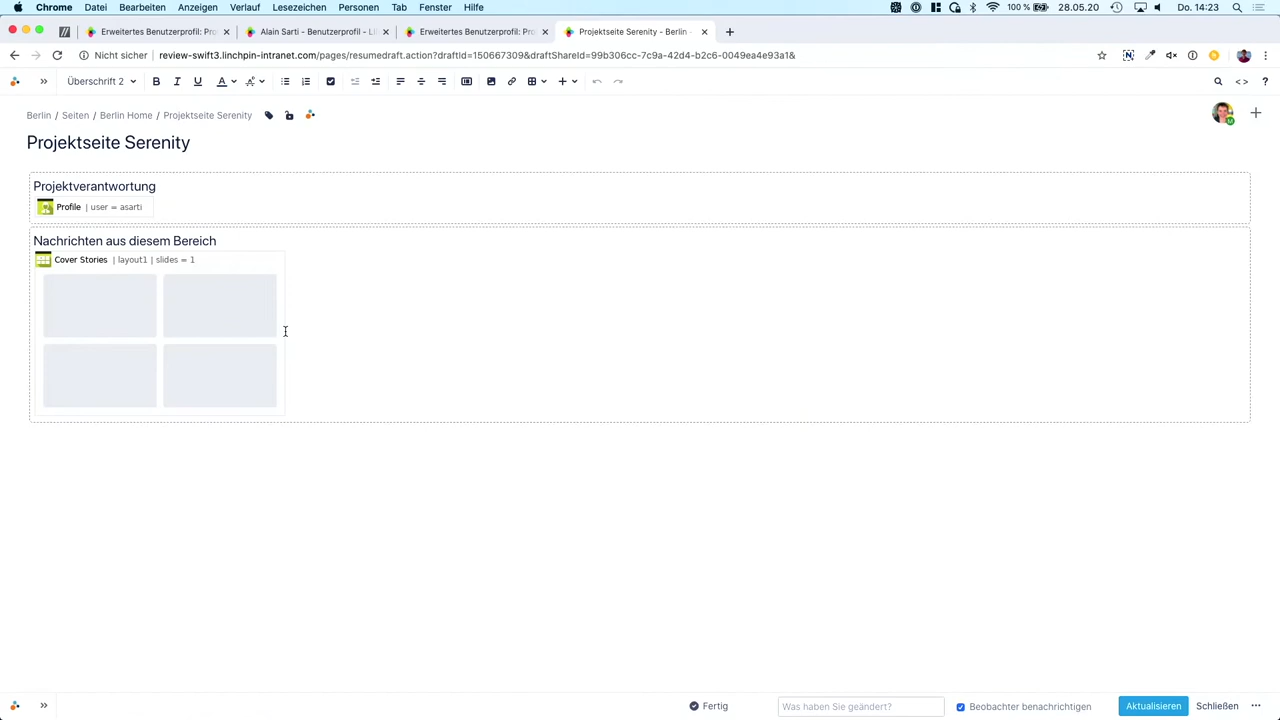 Chrome Datei Bearbeiten Anzeigen Verlauf Lesezeichen Personen Tab Fenster Hilfe 100 % 28.05.20 Do. 14:23
Erweitertes Benutzerprofil: Pro Alain Sarti - Benutzerprofil - Li Erweitertes Benutzerprofil: Pro Projektseite Serenity - Berlin -
Nicht sicher review-swift3.linchpin-intranet.com/pages/resumedraft.action?draftId=150667309&draftShareId=99b306cc-7c9a-42d4-b2c6-0049ea4e93a1&
Überschrift 2 B I U A
Berlin / Seiten / Berlin Home / Projektseite Serenity
Projektseite Serenity
Projektverantwortung
Profile | user = asarti
Nachrichten aus diesem Bereich
Cover Stories | layout1 | slides = 1
Fertig Was haben Sie geändert? Beobachter benachrichtigen Aktualisieren Schließen